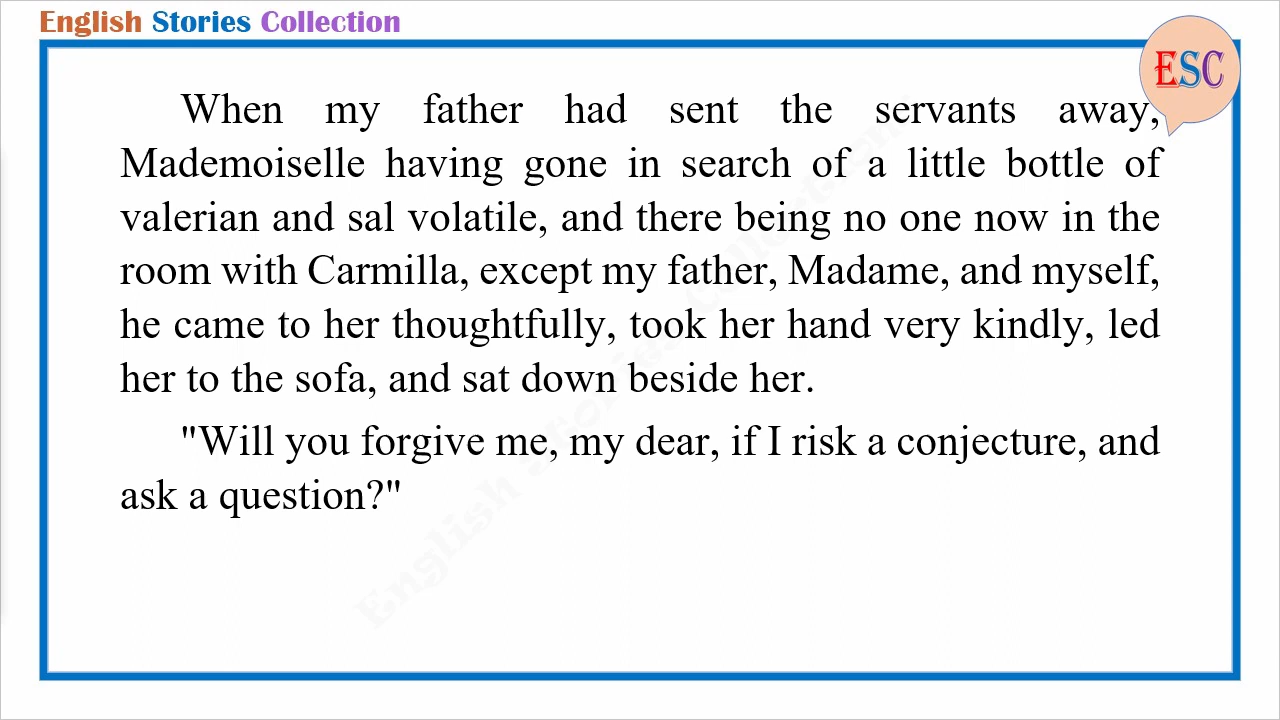 English Stories Collection
ESC
When my father had sent the servants away,
Mademoiselle having gone in search of a little bottle of
valerian and sal volatile, and there being no one now in the
room with Carmilla, except my father, Madame, and myself,
he came to her thoughtfully, took her hand very kindly, led
her to the sofa, and sat down beside her.
"Will you forgive me, my dear, if I risk a conjecture, and
ask a question?"
English Stories Collection